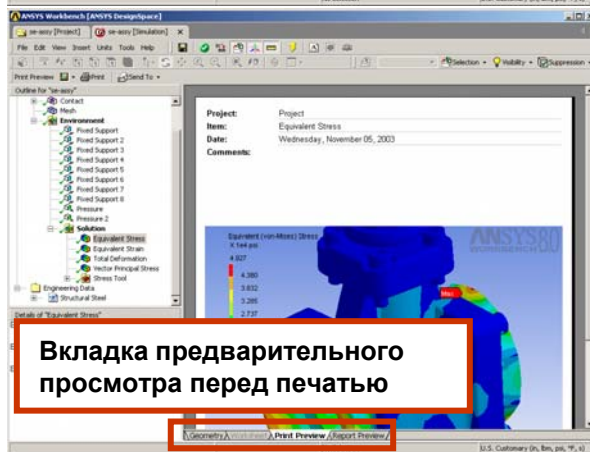 ANSYS Workbench [ANSYS DesignSpace]
se-assy [Project] se-assy [Simulation]
File Edit View Insert Units Tools Help
Selection Visibility Suppression
Print Preview Print Send To
Outline for "se-assy"
Contact
Mesh
Environment
Fixed Support
Fixed Support 2
Fixed Support 3
Fixed Support 4
Fixed Support 5
Fixed Support 6
Fixed Support 7
Fixed Support 8
Pressure
Pressure 2
Solution
Equivalent Stress
Equivalent Strain
Total Deformation
Vector Principal Stress
Stress Tool
Engineering Data
Structural Steel
Details of "Equivalent Stress"
Project: Project
Item: Equivalent Stress
Date: Wednesday, November 05, 2003
Comments:
Equivalent (von-Mises) Stress
X 1e4 psi
4.927
4.380
3.832
3.285
2.737
ANSYS 8.0
WORKBENCH
Max
Вкладка предварительного
просмотра перед печатью
Geometry Worksheet Print Preview Report Preview
U.S. Customary (in, lbm, psi, °F, s)